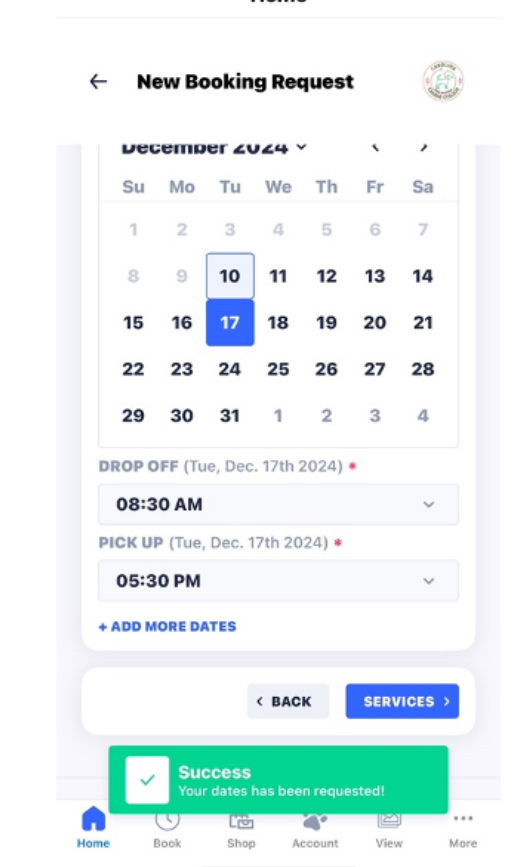 Home
← New Booking Request
December 2024
Su Mo Tu We Th Fr Sa
1 2 3 4 5 6 7
8 9 10 11 12 13 14
15 16 17 18 19 20 21
22 23 24 25 26 27 28
29 30 31 1 2 3 4
DROP OFF (Tue, Dec. 17th 2024) *
08:30 AM
PICK UP (Tue, Dec. 17th 2024) *
05:30 PM
+ ADD MORE DATES
< BACK SERVICES >
Success
Your dates has been requested!
Home Book Shop Account View More